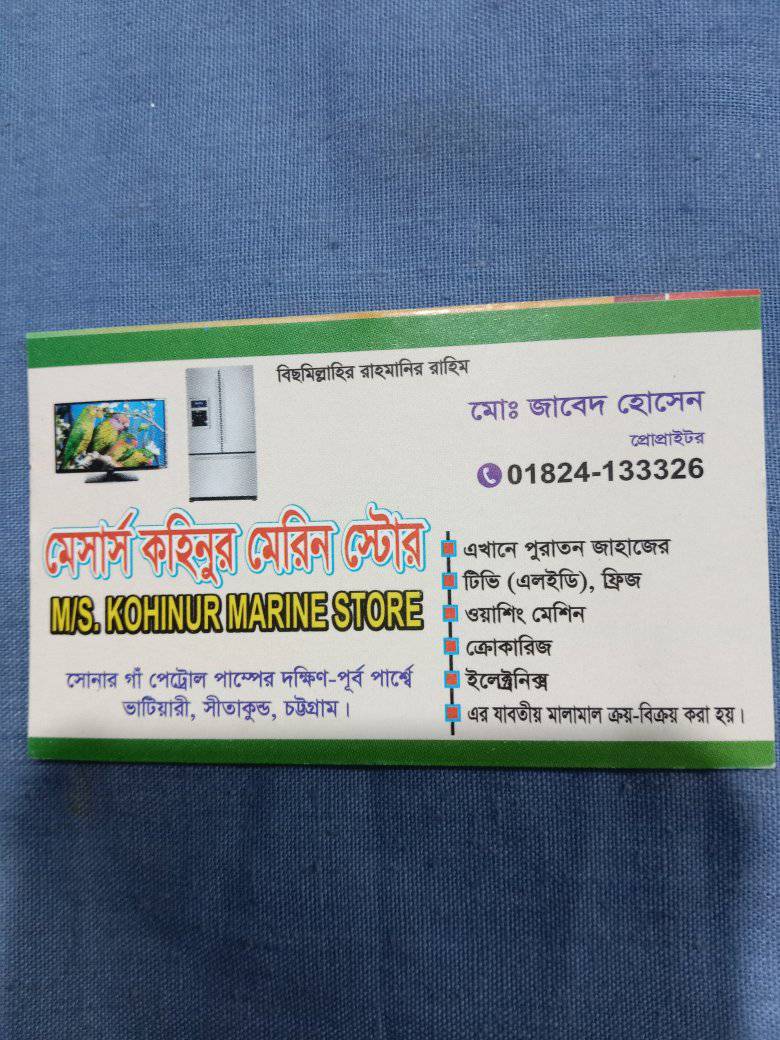 বিছমিল্লাহির রাহমানির রাহিম
মোঃ জাবেদ হোসেন
প্রোপ্রাইটর
01824-133326
মেসার্স কহিনুর মেরিন স্টোর
M/S. KOHINUR MARINE STORE
সোনার গাঁ পেট্রোল পাম্পের দক্ষিণ-পূর্ব পার্শ্বে
ভাটিয়ারী, সীতাকুন্ড, চট্টগ্রাম।
এখানে পুরাতন জাহাজের
টিভি (এলইডি), ফ্রিজ
ওয়াশিং মেশিন
ক্রোকারিজ
ইলেক্ট্রনিক্স
এর যাবতীয় মালামাল ক্রয়-বিক্রয় করা হয়।